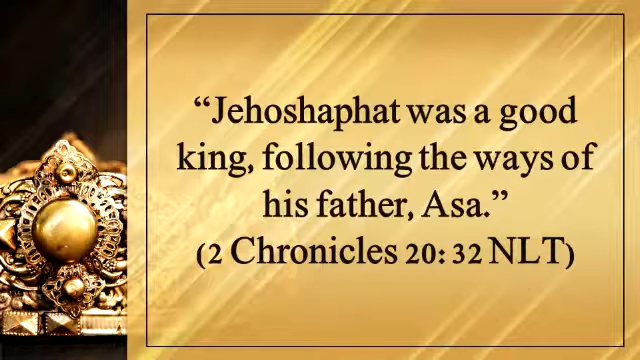 “Jehoshaphat was a good
king, following the ways of
his father, Asa.”
(2 Chronicles 20: 32 NLT)